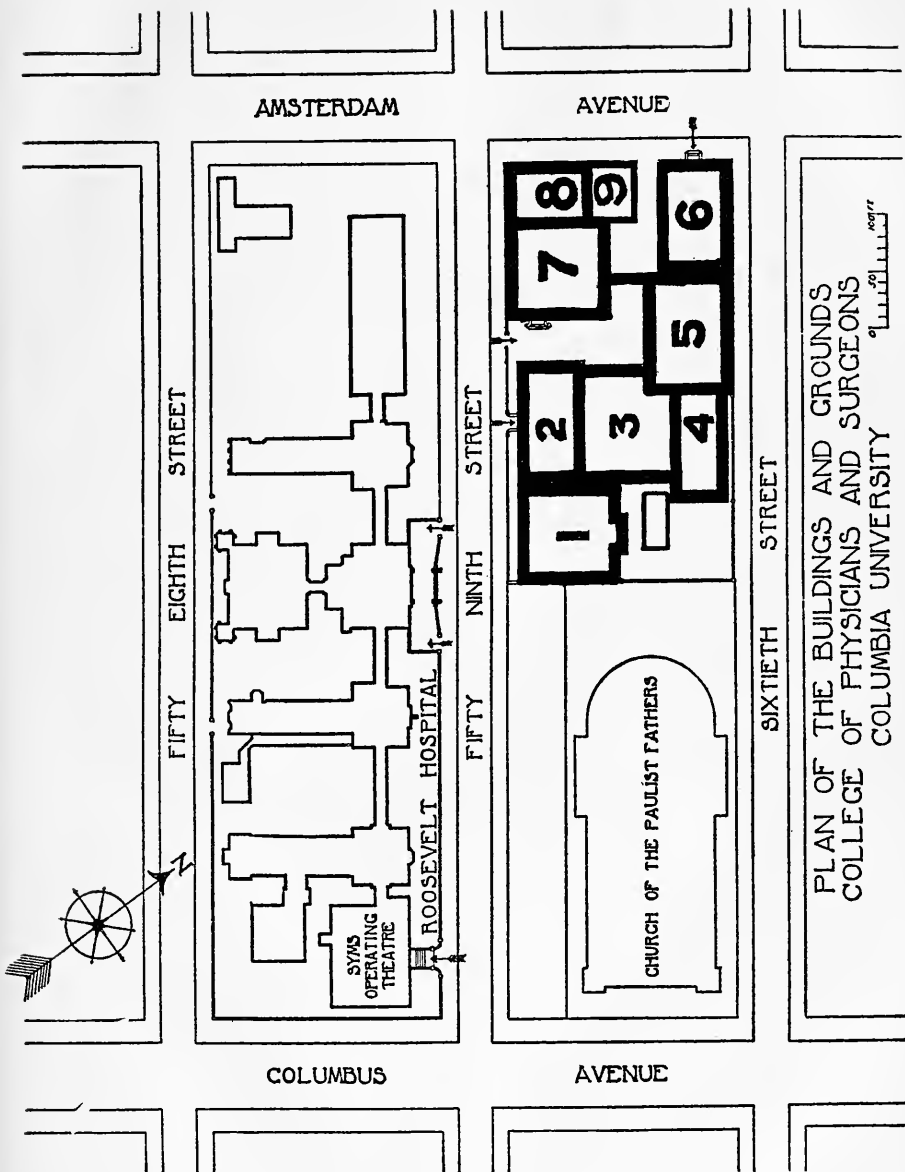 AMSTERDAM AVENUE
FIFTY EIGHTH STREET
FIFTY NINTH STREET
SIXTIETH STREET
COLUMBUS AVENUE
N
SYMS
OPERATING
THEATRE
ROOSEVELT HOSPITAL
CHURCH OF THE PAULIST FATHERS
1
2
3
4
5
6
7
8
9
PLAN OF THE BUILDINGS AND GROUNDS
COLLEGE OF PHYSICIANS AND SURGEONS
COLUMBIA UNIVERSITY
0 50 100